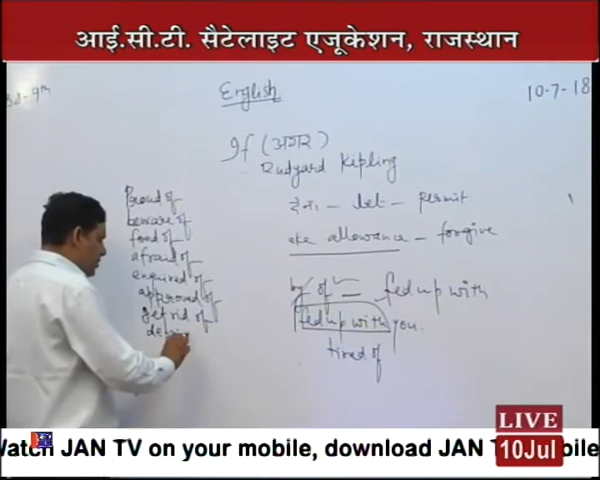 आई.सी.टी. सैटेलाइट एजूकेशन, राजस्थान
English
10-7-18
If (अगर)
Rudyard Kipling
Proud of
beware of
fond of
afraid of
enquired of
approved of
get rid of
देना - let - permit
allowance - forgive
by of fed up with
fed up with you.
tired of
LIVE
10Jul
Watch JAN TV on your mobile, download JAN